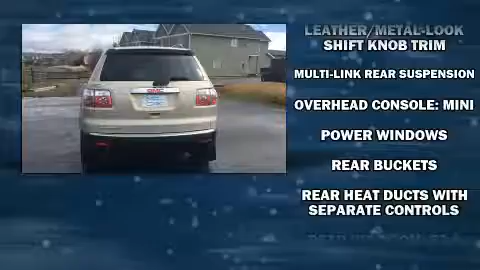 LEATHER/METAL-LOOK
SHIFT KNOB TRIM
MULTI-LINK REAR SUSPENSION
OVERHEAD CONSOLE: MINI
POWER WINDOWS
REAR BUCKETS
REAR HEAT DUCTS WITH
SEPARATE CONTROLS
GMC